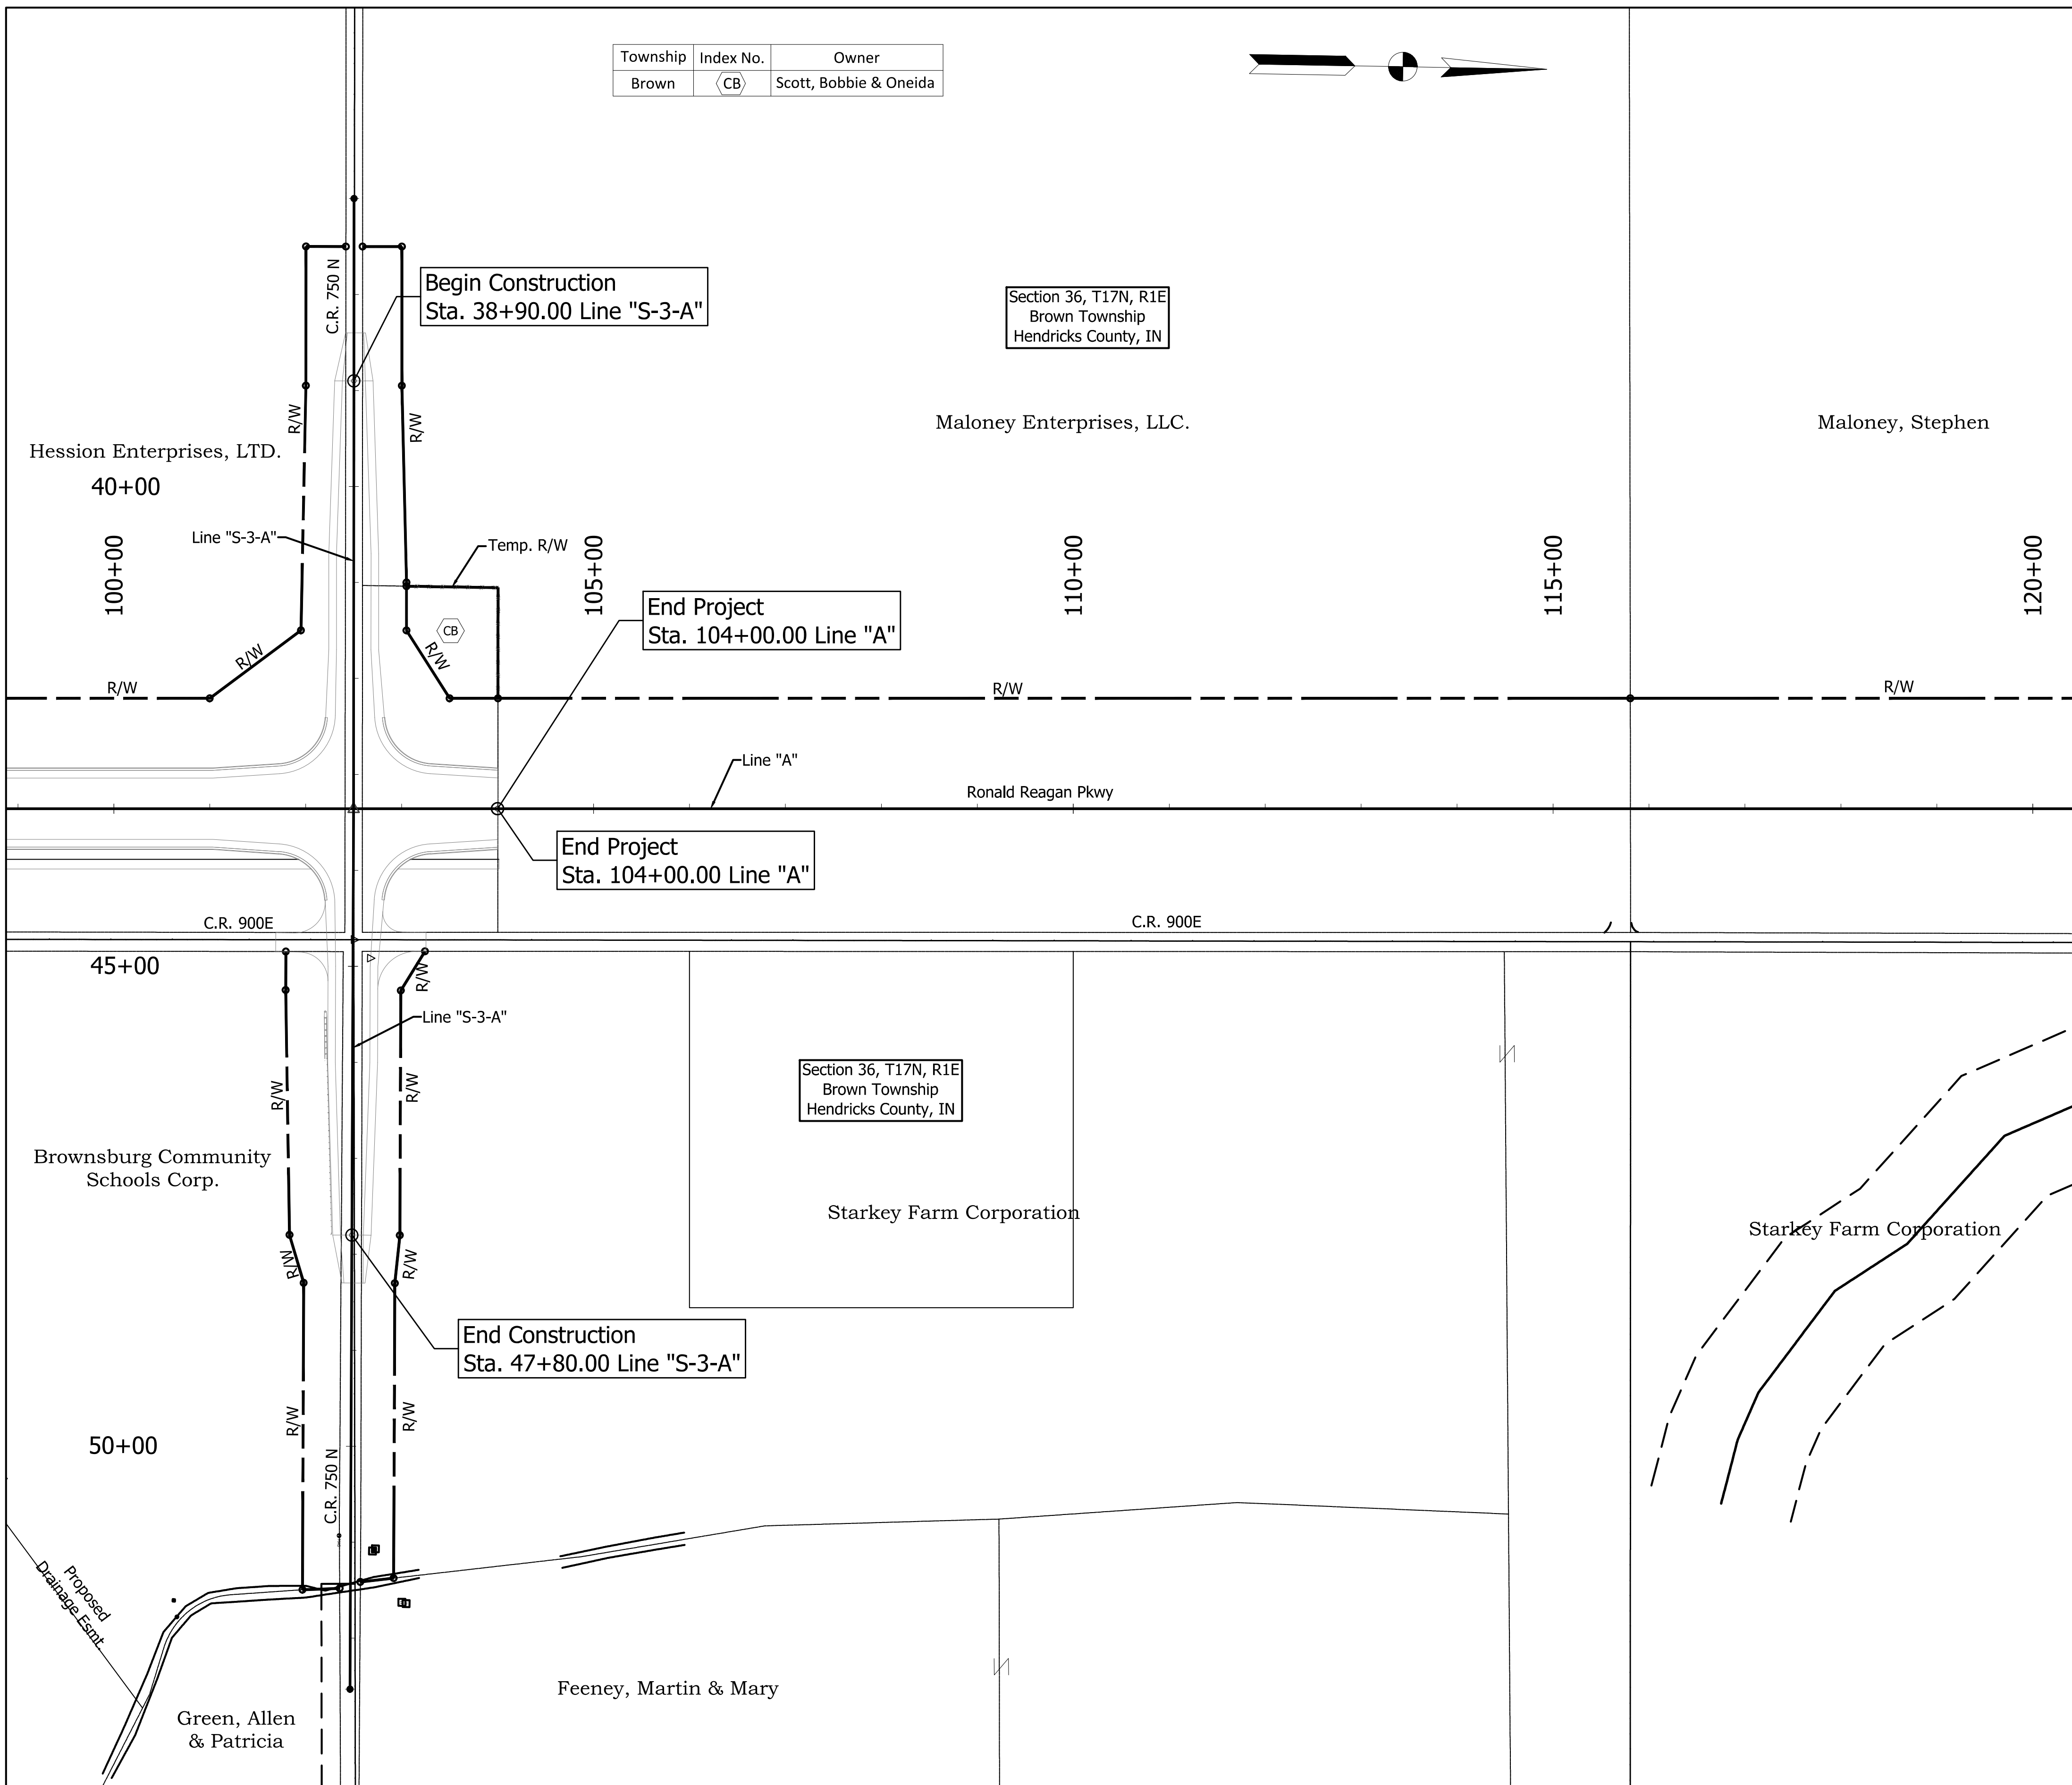 Township Index No. Owner
Brown CB Scott, Bobbie & Oneida
C.R. 750 N
Begin Construction
Sta. 38+90.00 Line "S-3-A"
Section 36, T17N, R1E
Brown Township
Hendricks County, IN
R/W
R/W
Maloney Enterprises, LLC.
Maloney, Stephen
Hession Enterprises, LTD.
40+00
Line "S-3-A"
Temp. R/W
100+00
105+00
110+00
115+00
120+00
End Project
Sta. 104+00.00 Line "A"
CB
R/W
R/W
R/W
R/W
R/W
Line "A"
Ronald Reagan Pkwy
End Project
Sta. 104+00.00 Line "A"
C.R. 900E
C.R. 900E
45+00
R/W
Line "S-3-A"
Section 36, T17N, R1E
Brown Township
Hendricks County, IN
R/W
R/W
Brownsburg Community
Schools Corp.
Starkey Farm Corporation
Starkey Farm Corporation
R/W
R/W
End Construction
Sta. 47+80.00 Line "S-3-A"
R/W
R/W
50+00
C.R. 750 N
Proposed
Drainage Esmt.
Feeney, Martin & Mary
Green, Allen
& Patricia